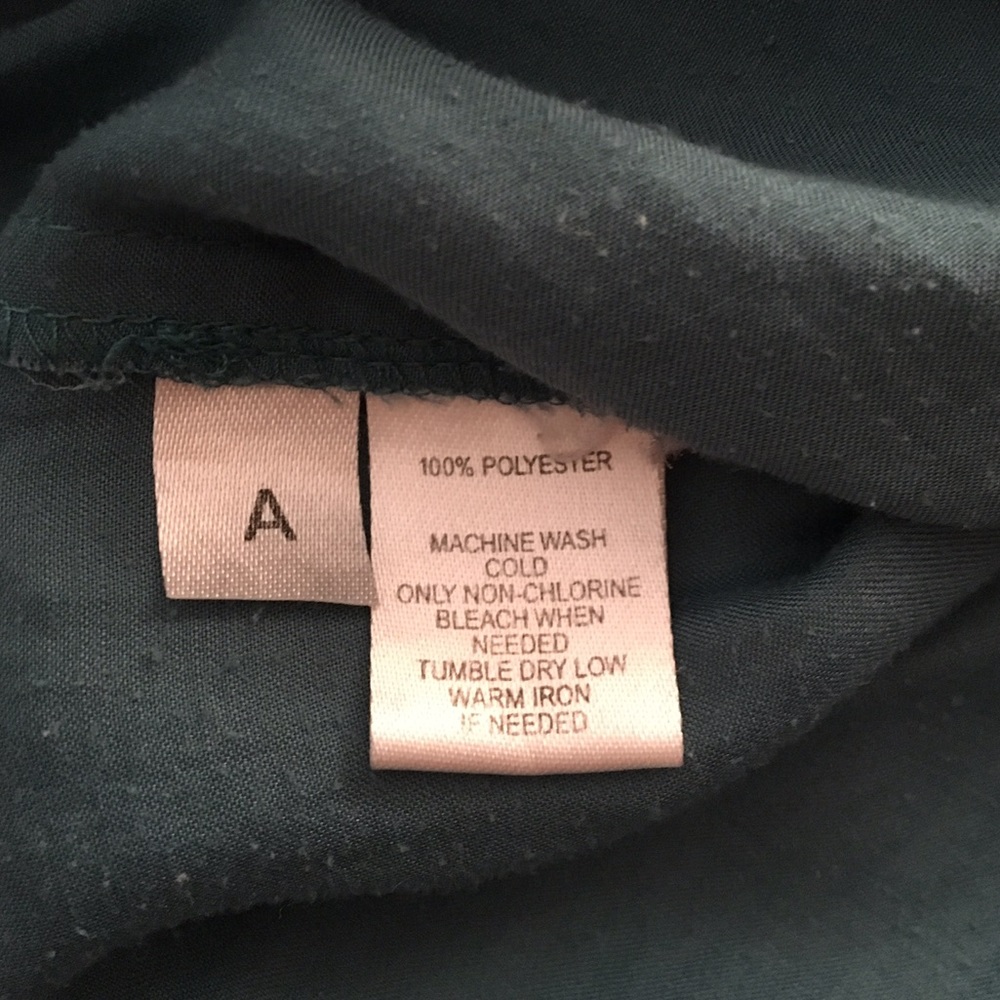 A
100% POLYESTER
MACHINE WASH
COLD
ONLY NON-CHLORINE
BLEACH WHEN
NEEDED
TUMBLE DRY LOW
WARM IRON
IF NEEDED